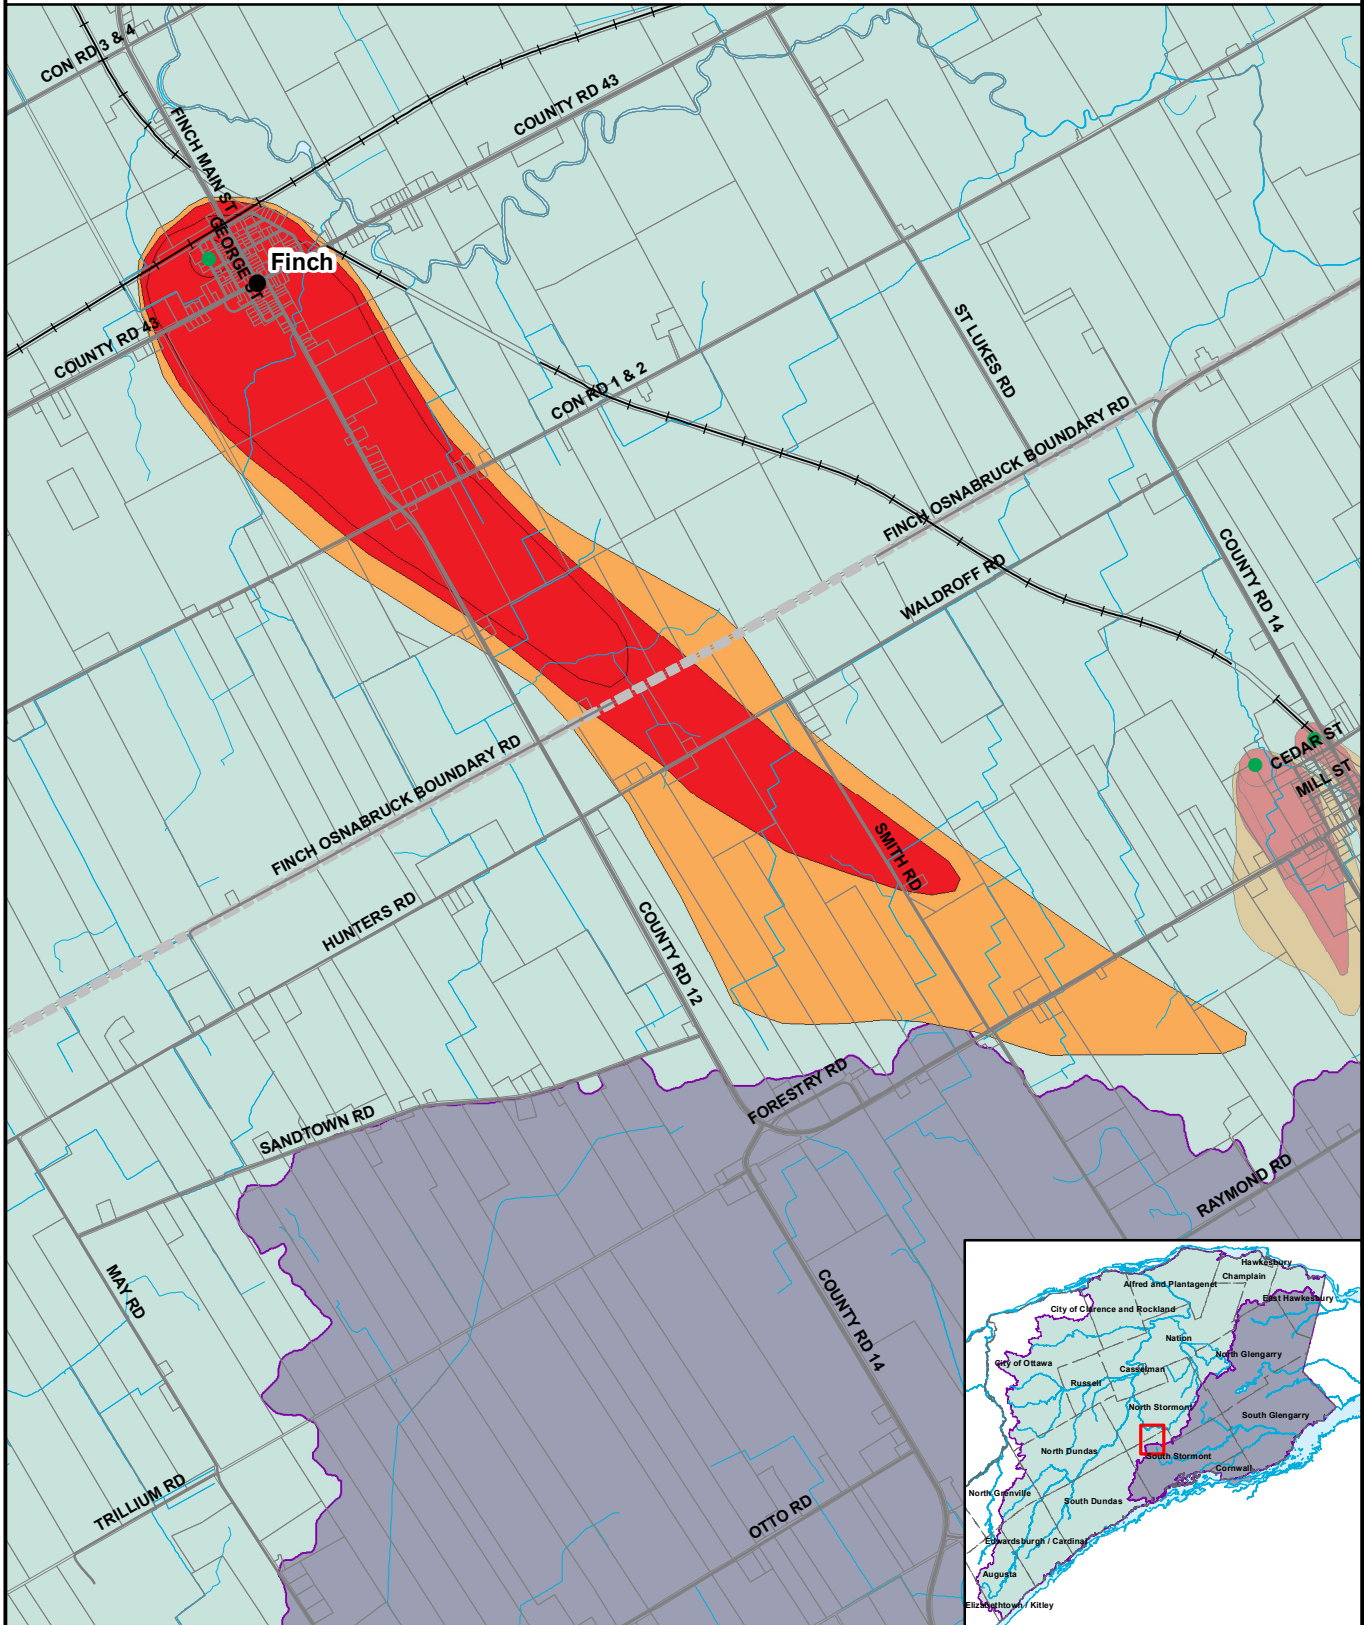 CON RD 3 & 4
FINCH MAIN ST
COUNTY RD 43
GEORGE ST
Finch
COUNTY RD 43
ST LUKES RD
CON RD 1 & 2
FINCH OSNABRUCK BOUNDARY RD
WALDROFF RD
COUNTY RD 14
CEDAR ST
MILL ST
FINCH OSNABRUCK BOUNDARY RD
SMITH RD
HUNTERS RD
COUNTY RD 12
FORESTRY RD
SANDTOWN RD
RAYMOND RD
MAY RD
COUNTY RD 14
TRILLIUM RD
OTTO RD
Hawkesbury
Champlain
Alfred and Plantagenet
East Hawkesbury
City of Clarence and Rockland
Nation
North Glengarry
City of Ottawa
Casselman
Russell
North Stormont
South Glengarry
North Dundas
South Stormont
Cornwall
North Grenville
South Dundas
Edwardsburgh / Cardinal
Augusta
Elizabethtown / Kitley